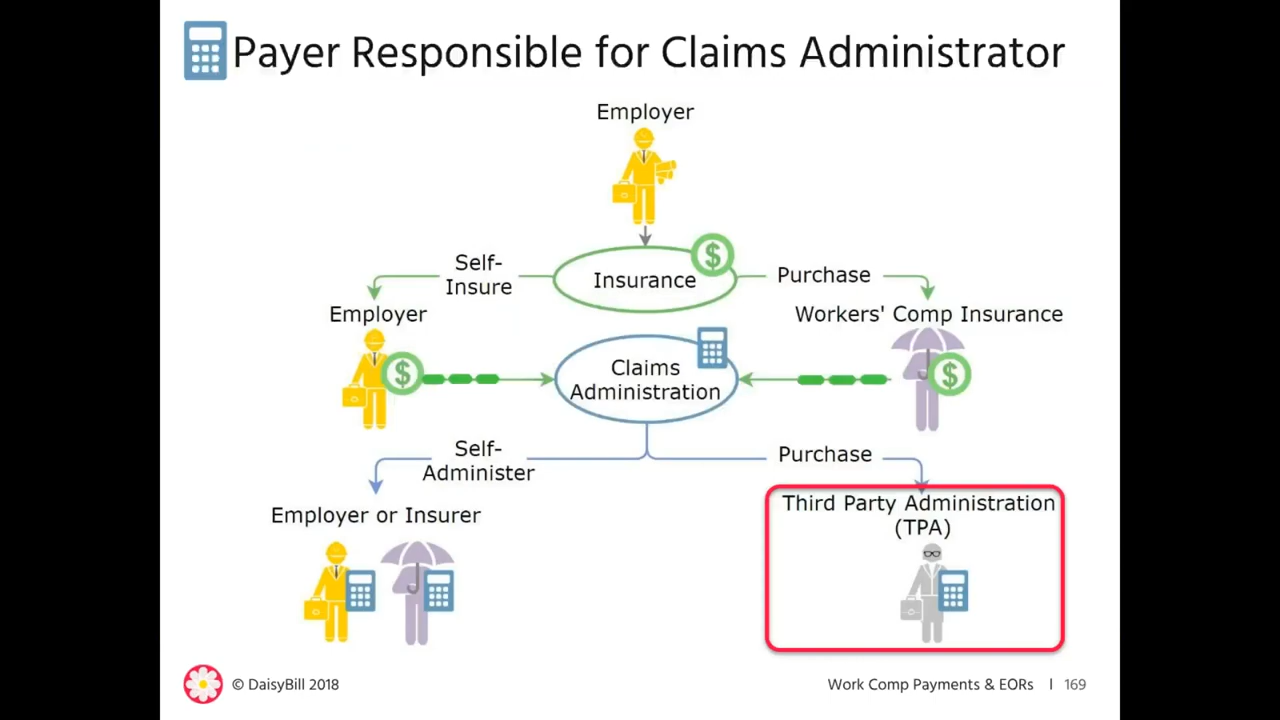 Payer Responsible for Claims Administrator
Employer
Self-
Insure
Insurance
$
Purchase
Employer
Workers' Comp Insurance
$
Claims
Administration
$
Self-
Administer
Purchase
Employer or Insurer
Third Party Administration
(TPA)
© DaisyBill 2018
Work Comp Payments & EORs | 169